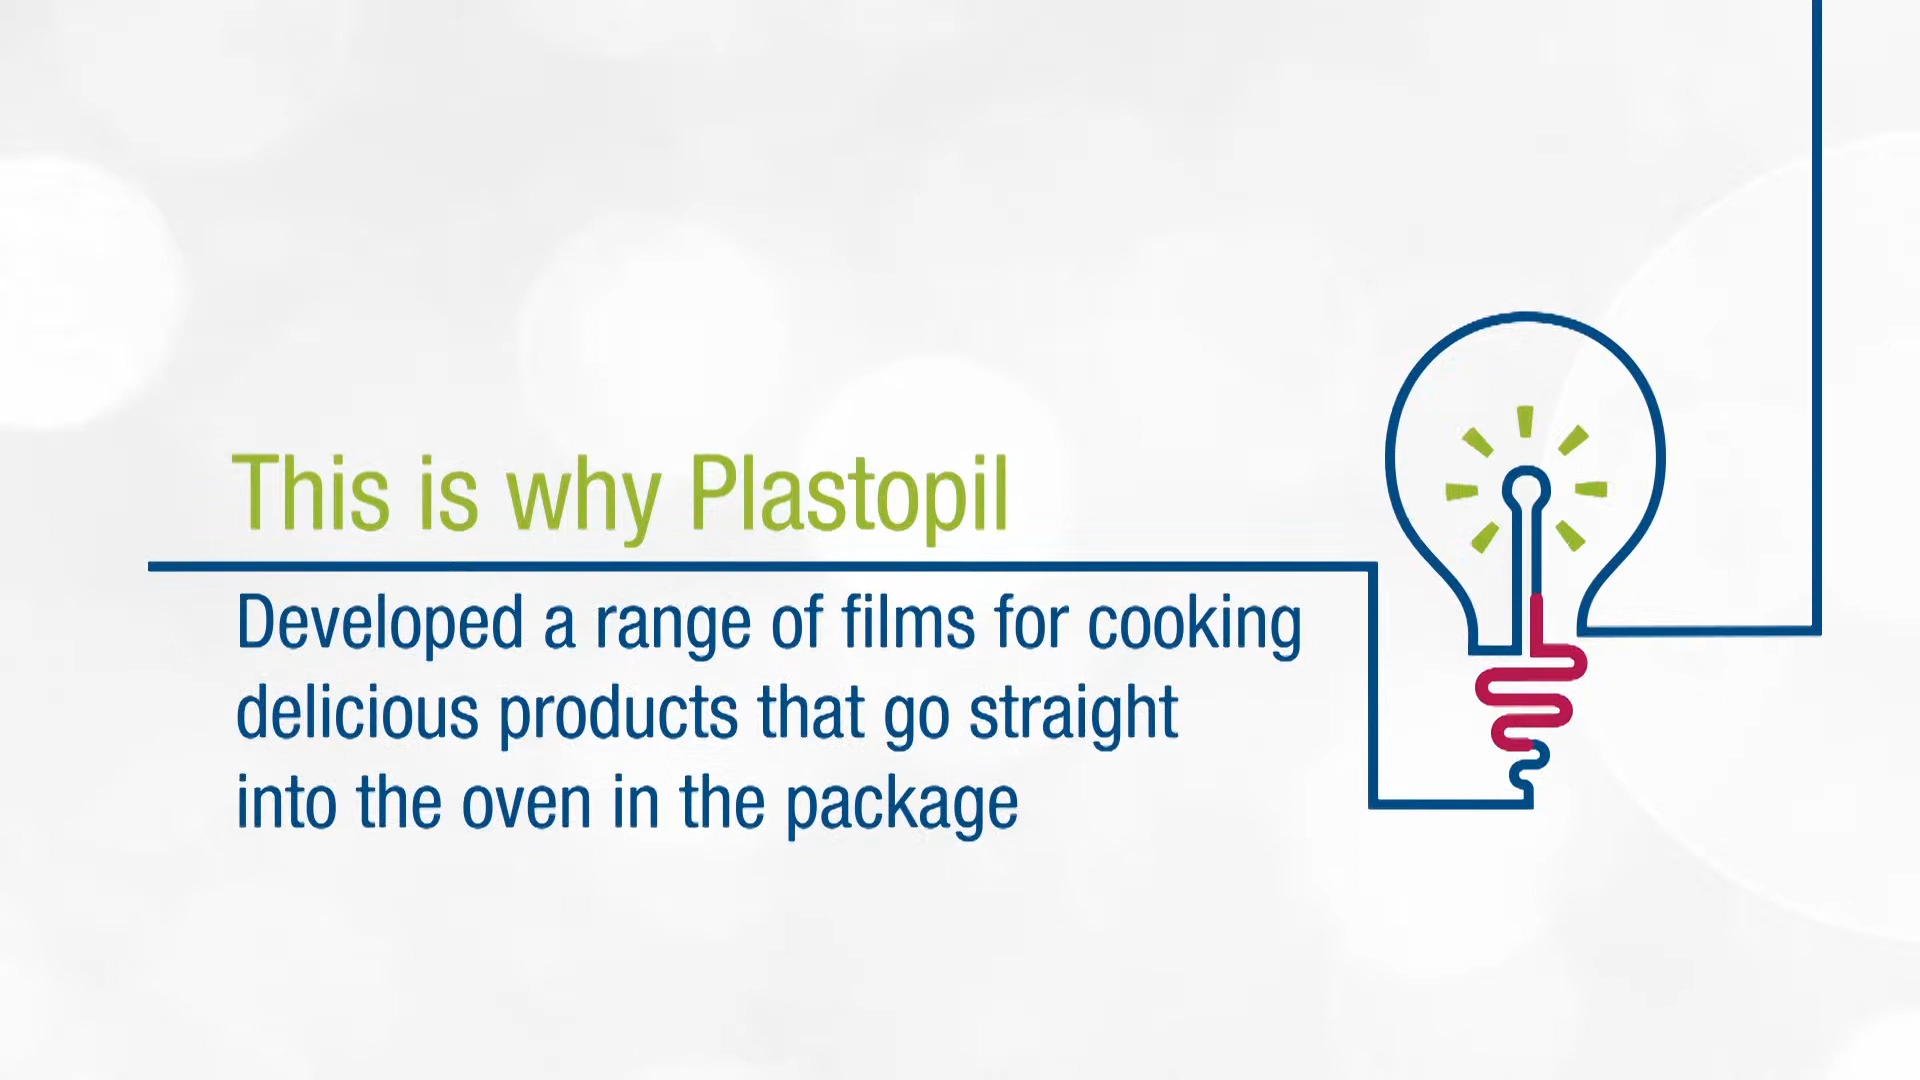 This is why Plastopil
Developed a range of films for cooking
delicious products that go straight
into the oven in the package